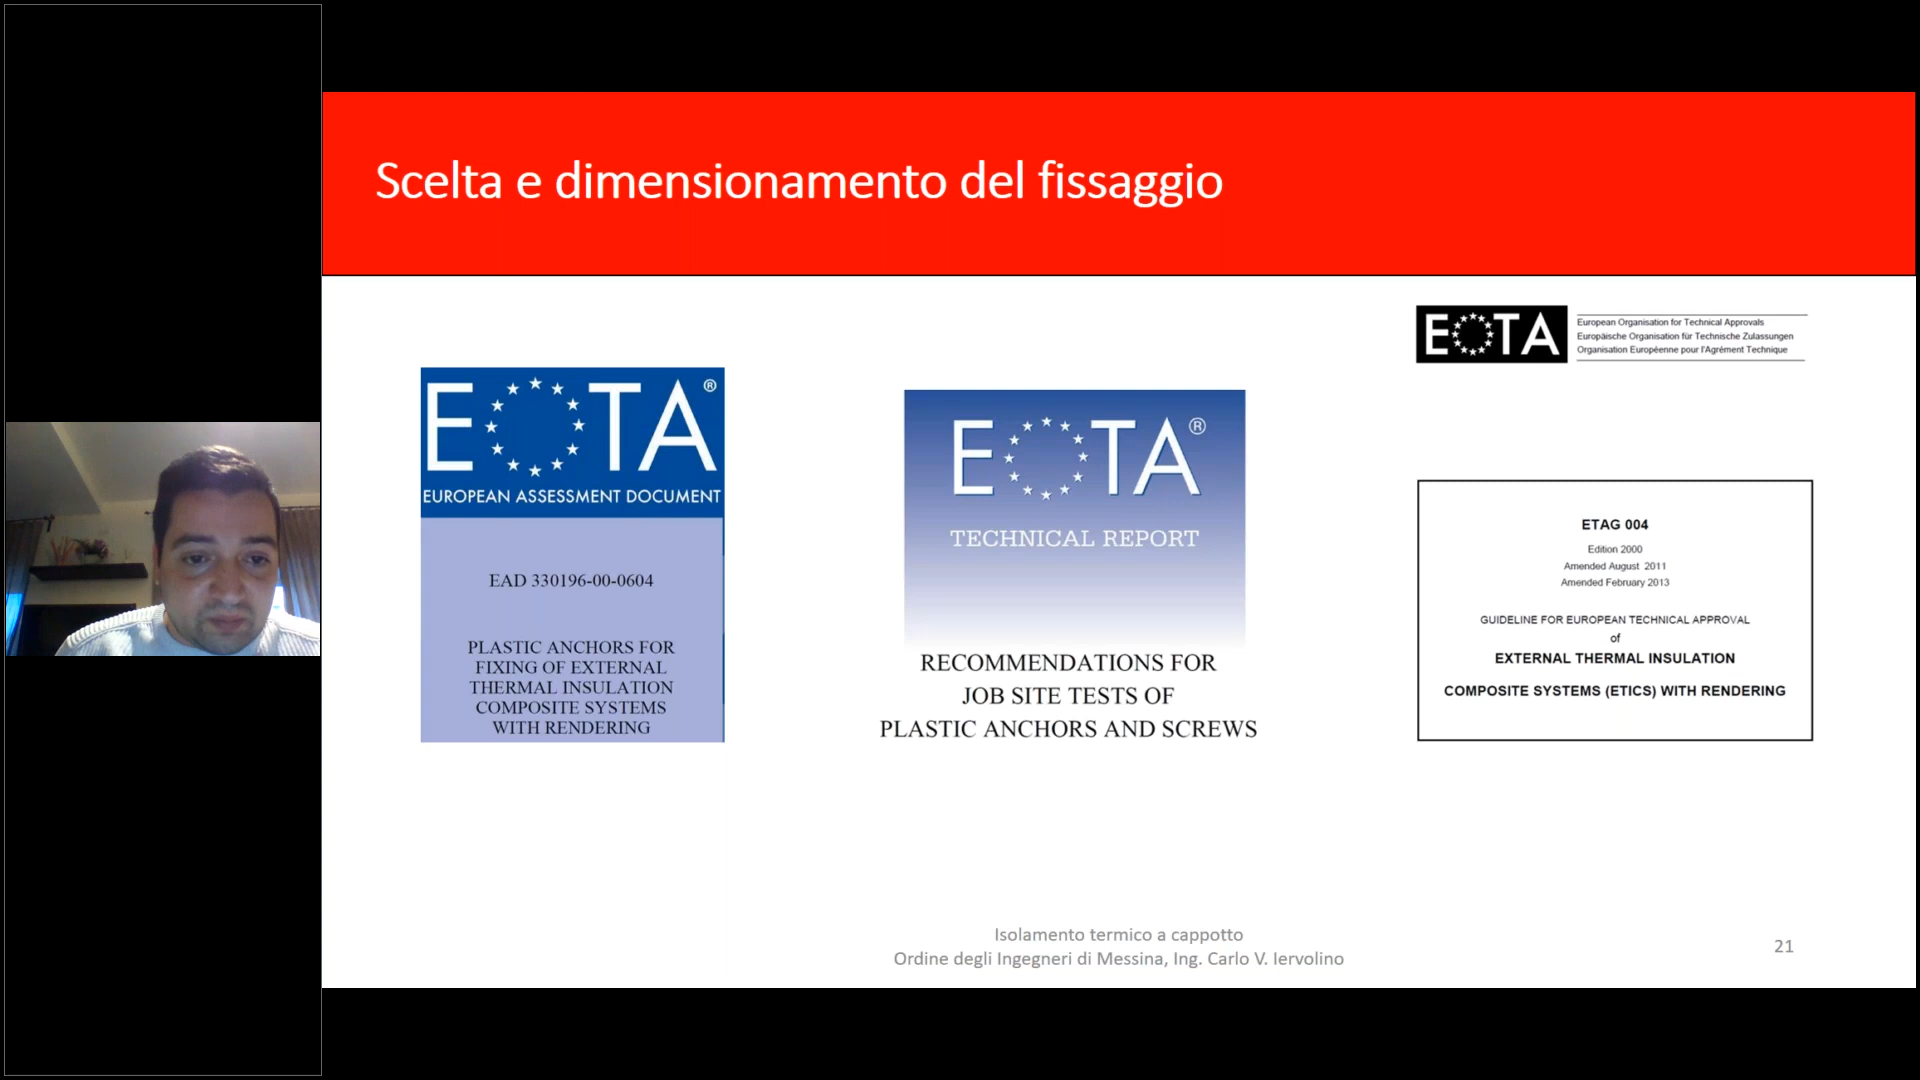 Scelta e dimensionamento del fissaggio
EOTA®
EUROPEAN ASSESSMENT DOCUMENT
EAD 330196-00-0604
PLASTIC ANCHORS FOR
FIXING OF EXTERNAL
THERMAL INSULATION
COMPOSITE SYSTEMS
WITH RENDERING
EOTA®
TECHNICAL REPORT
RECOMMENDATIONS FOR
JOB SITE TESTS OF
PLASTIC ANCHORS AND SCREWS
EOTA
European Organisation for Technical Approvals
Europäische Organisation für Technische Zulassungen
Organisation Européenne pour l'Agrément Technique
ETAG 004
Edition 2000
Amended August 2011
Amended February 2013
GUIDELINE FOR EUROPEAN TECHNICAL APPROVAL
of
EXTERNAL THERMAL INSULATION
COMPOSITE SYSTEMS (ETICS) WITH RENDERING
Isolamento termico a cappotto
Ordine degli Ingegneri di Messina, Ing. Carlo V. Iervolino
21